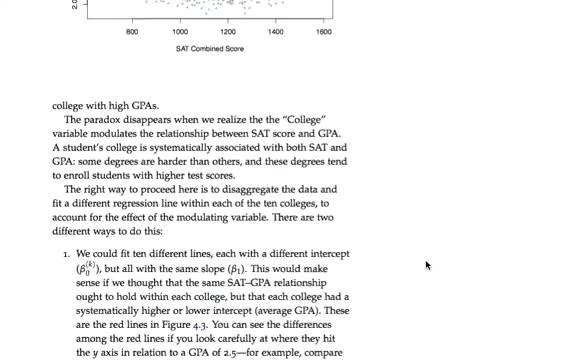 2.0
800 1000 1200 1400 1600
SAT Combined Score
college with high GPAs.
The paradox disappears when we realize the the “College”
variable modulates the relationship between SAT score and GPA.
A student's college is systematically associated with both SAT and
GPA: some degrees are harder than others, and these degrees tend
to enroll students with higher test scores.
The right way to proceed here is to disaggregate the data and
fit a different regression line within each of the ten colleges, to
account for the effect of the modulating variable. There are two
different ways to do this:
1. We could fit ten different lines, each with a different intercept
(β₀⁽ᵏ⁾), but all with the same slope (β₁). This would make
sense if we thought that the same SAT–GPA relationship
ought to hold within each college, but that each college had a
systematically higher or lower intercept (average GPA). These
are the red lines in Figure 4.3. You can see the differences
among the red lines if you look carefully at where they hit
the y axis in relation to a GPA of 2.5—for example, compare